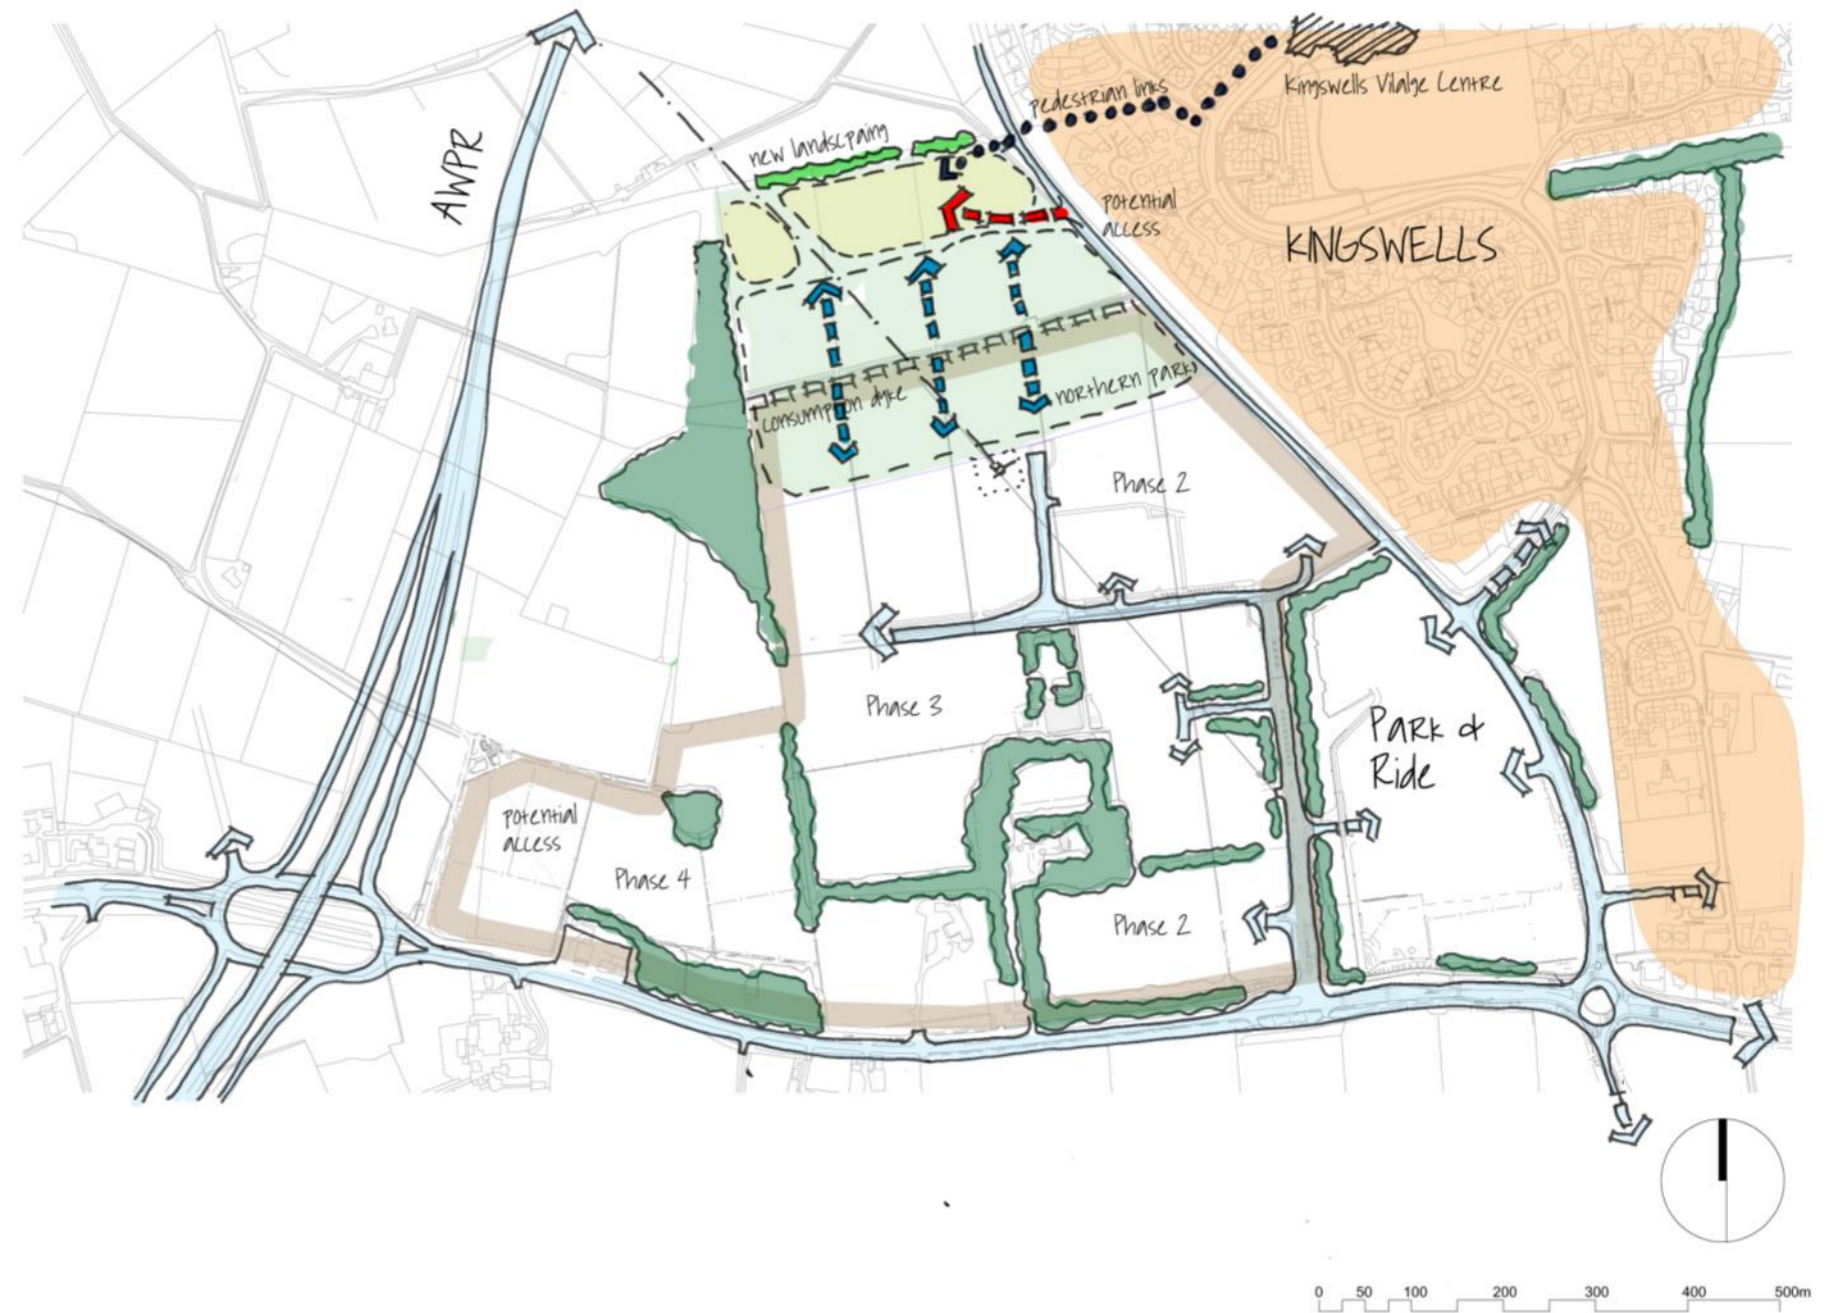 Kingswells Vilalge Centre
pedestrian links
new landscpaing
AWPR
potential
access
KINGSWELLS
northern park
consumption dyke
Phase 2
Phase 3
Park &
Ride
potential
access
Phase 4
Phase 2
0 50 100 200 300 400 500m